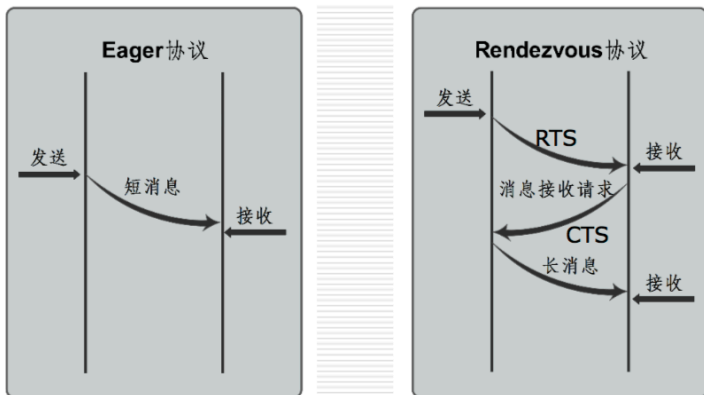 Eager协议
发送
短消息
接收
Rendezvous协议
发送
RTS
接收
消息接收请求
CTS
长消息
接收